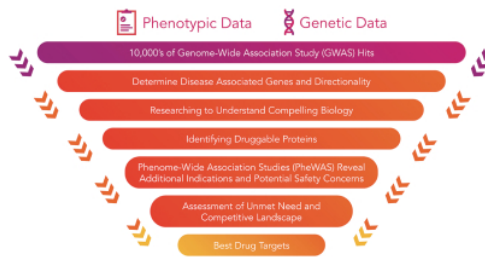 Phenotypic Data Genetic Data
10,000's of Genome-Wide Association Study (GWAS) Hits
Determine Disease Associated Genes and Directionality
Researching to Understand Compelling Biology
Identifying Druggable Proteins
Phenome-Wide Association Studies (PheWAS) Reveal
Additional Indications and Potential Safety Concerns
Assessment of Unmet Need and
Competitive Landscape
Best Drug Targets